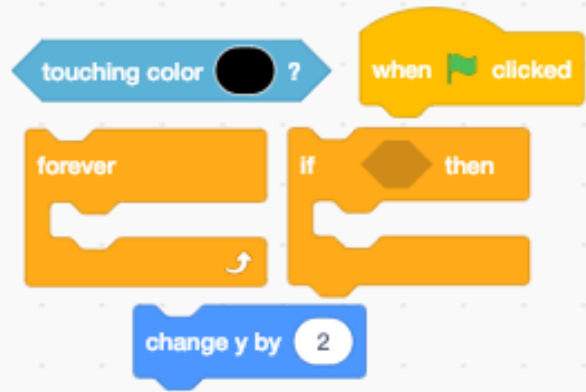 touching color ?
when clicked
forever
if then
change y by 2